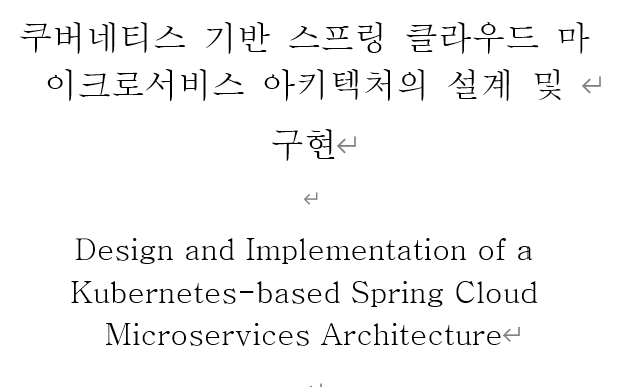 쿠버네티스 기반 스프링 클라우드 마
이크로서비스 아키텍처의 설계 및
구현
Design and Implementation of a
Kubernetes-based Spring Cloud
Microservices Architecture